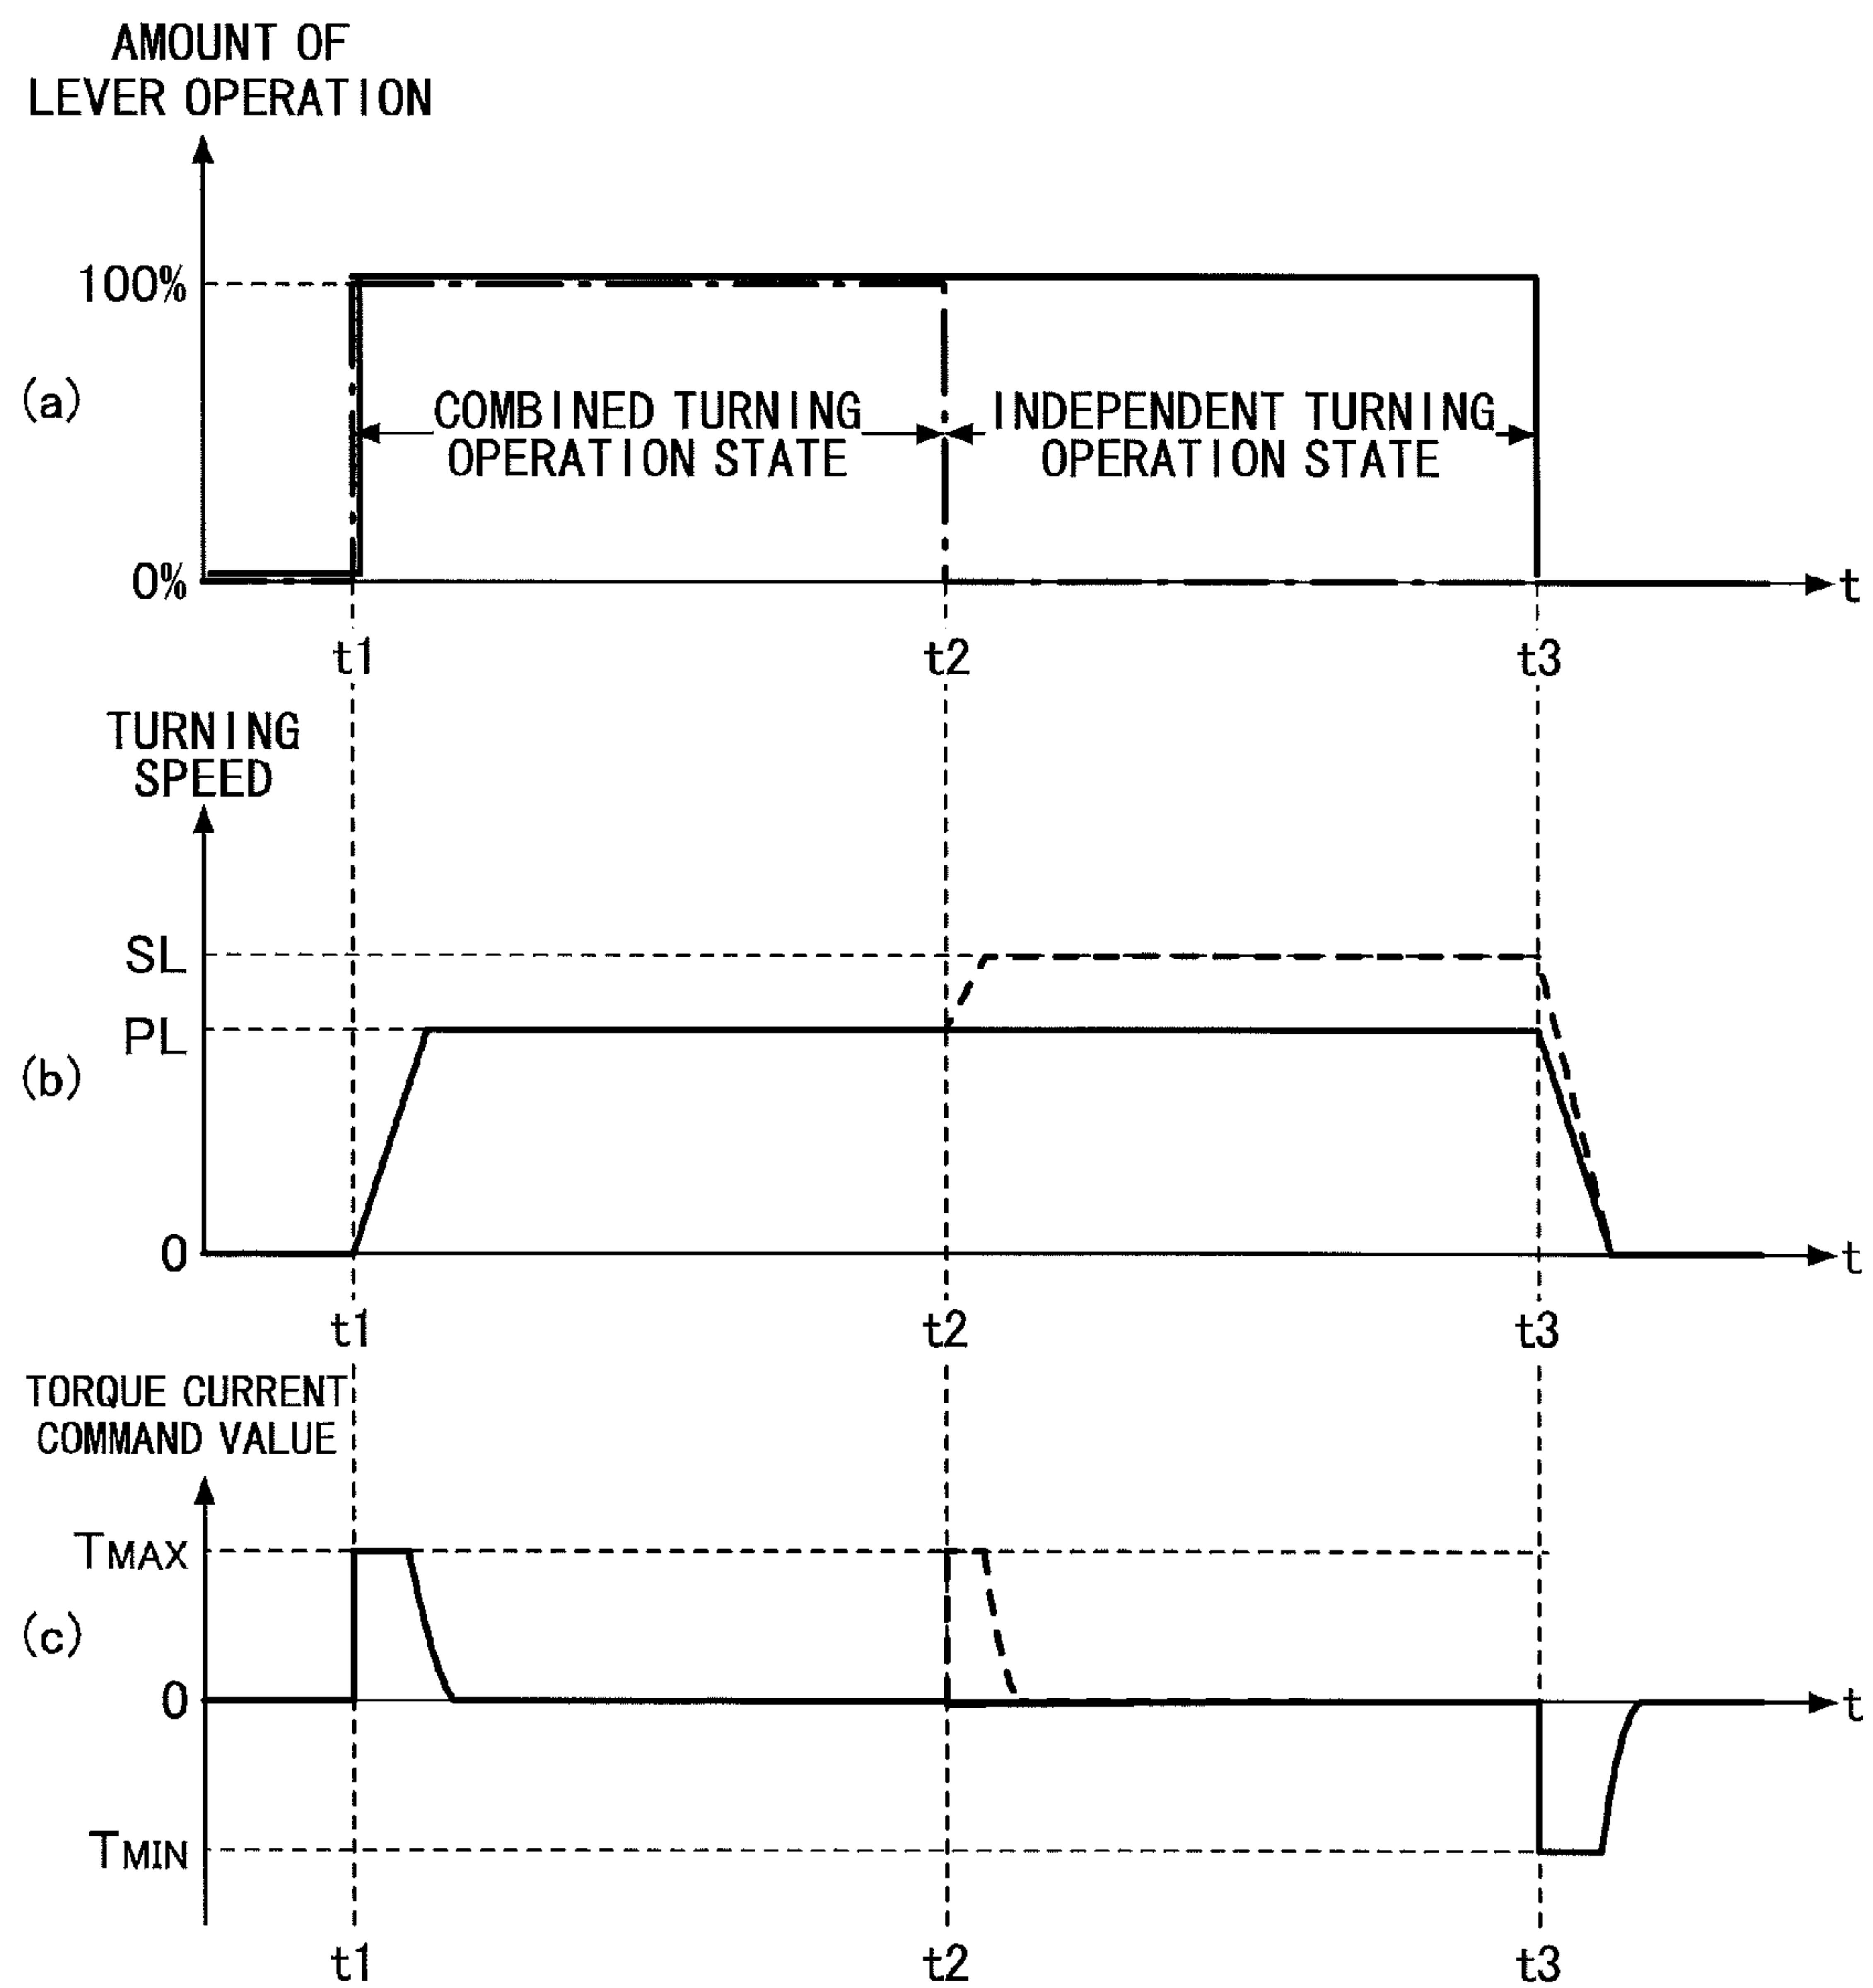 AMOUNT OF
LEVER OPERATION
100%
(a)
COMBINED TURNING
OPERATION STATE
INDEPENDENT TURNING
OPERATION STATE
0%
t
t1
t2
t3
TURNING
SPEED
SL
PL
(b)
0
t
t1
t2
t3
TORQUE CURRENT
COMMAND VALUE
TMAX
(c)
0
t
TMIN
t1
t2
t3